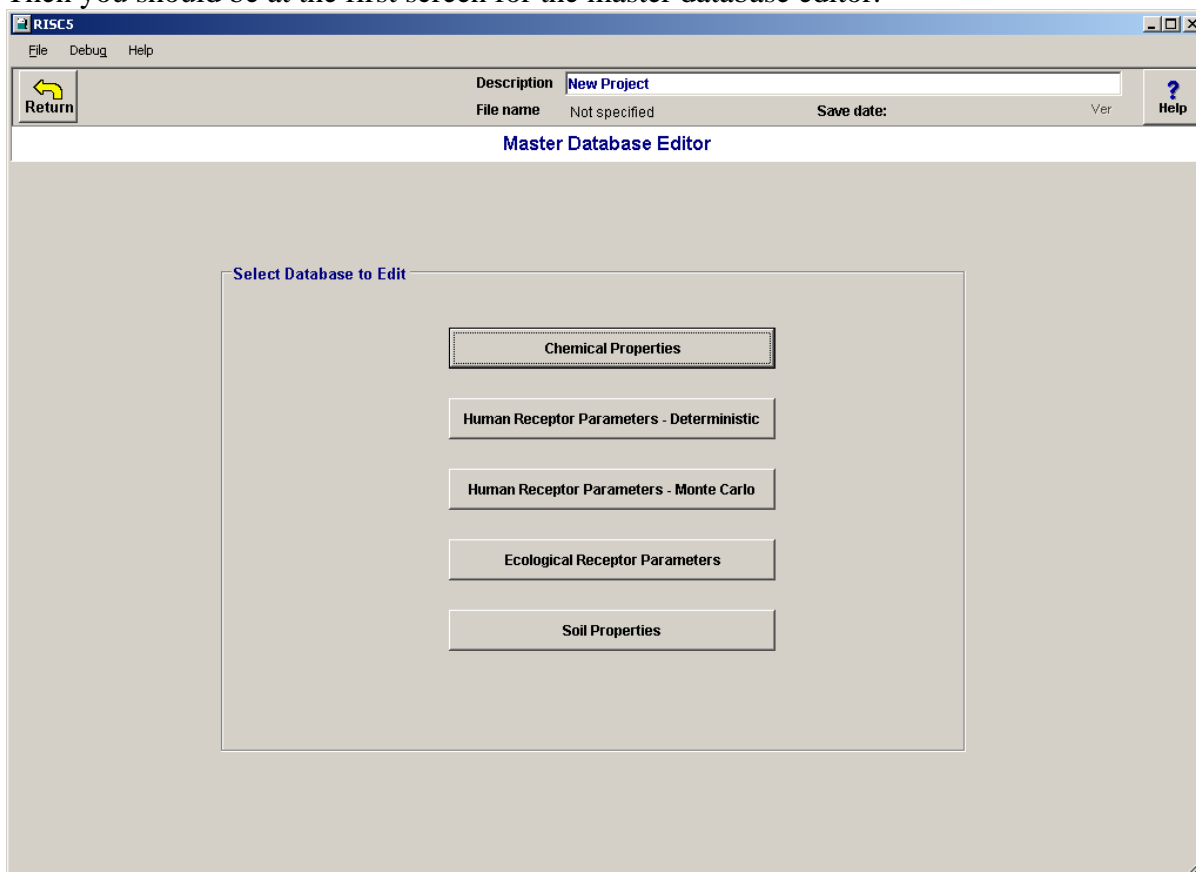 Then you should be at the first screen for the master database editor.
RISC5
File Debug Help
Return
Description New Project
File name Not specified Save date: Ver
? Help
Master Database Editor
Select Database to Edit
Chemical Properties
Human Receptor Parameters - Deterministic
Human Receptor Parameters - Monte Carlo
Ecological Receptor Parameters
Soil Properties